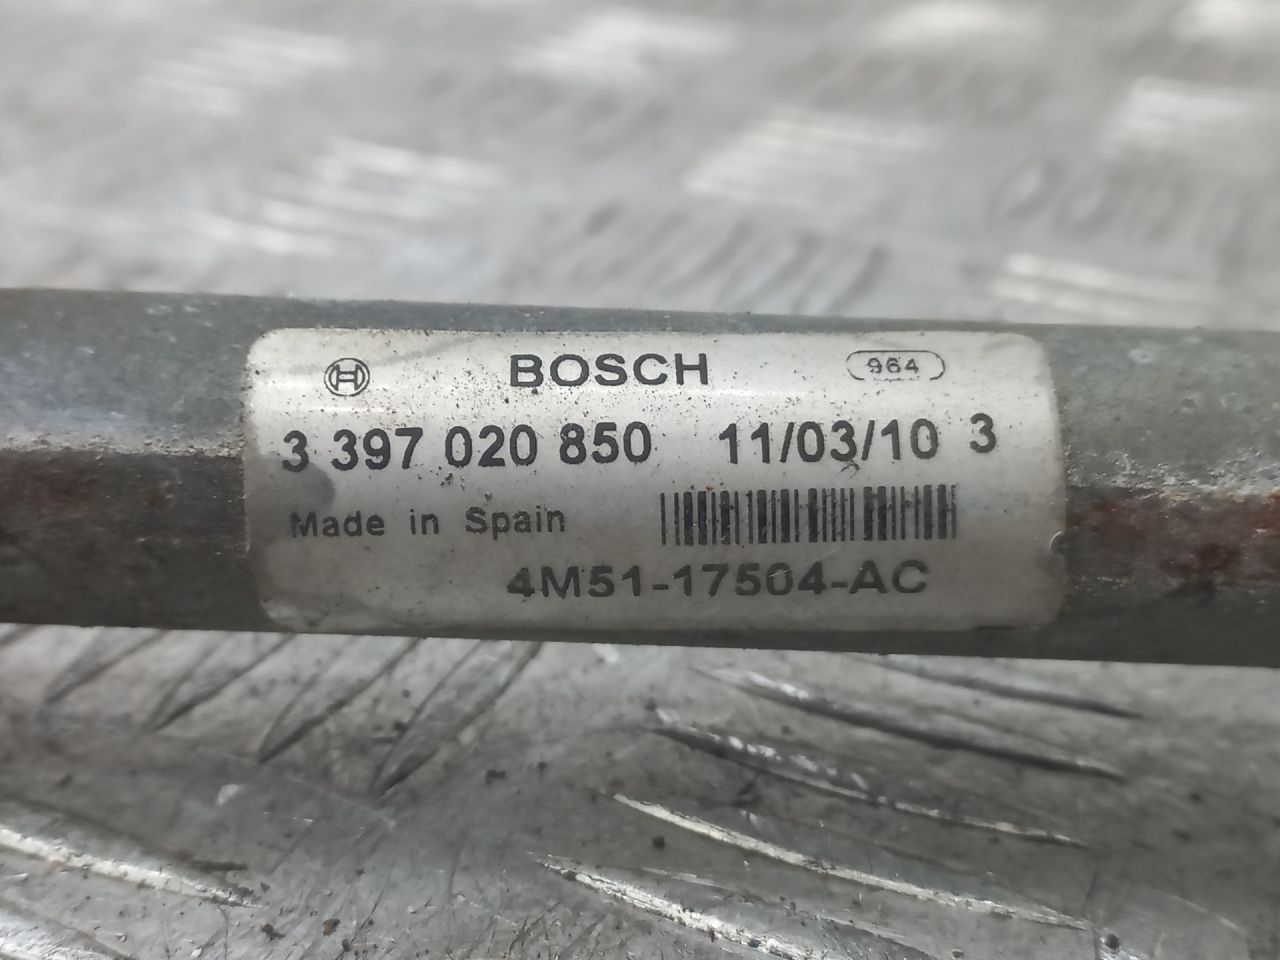 BOSCH 964
3 397 020 850 11/03/10 3
Made in Spain
4M51-17504-AC